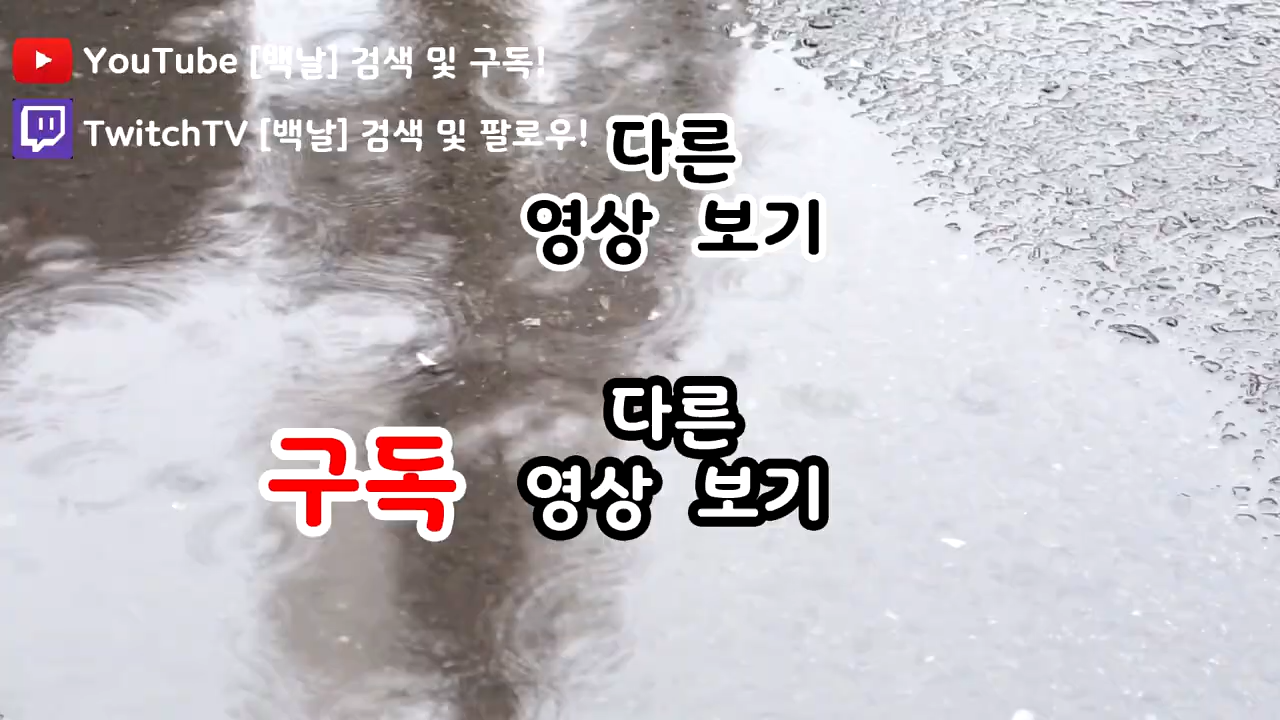 YouTube [백날] 검색 및 구독!
TwitchTV [백날] 검색 및 팔로우!
다른
영상 보기
다른
영상 보기
구독